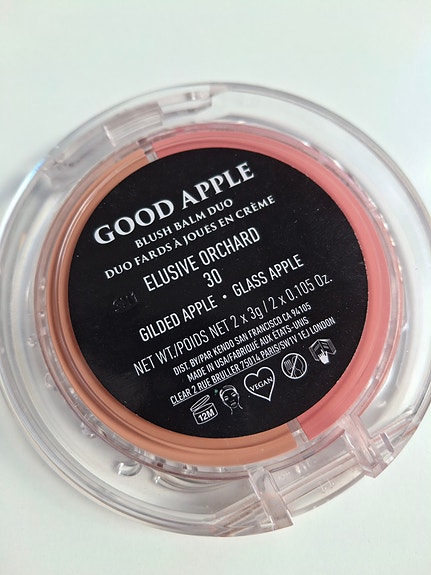 GOOD APPLE
BLUSH BALM DUO
DUO FARDS À JOUES EN CRÈME
ELUSIVE ORCHARD
30
GILDED APPLE • GLASS APPLE
NET WT/POIDS NET 2 x 3g / 2 x 0.105 Oz.
DIST. BY/PAR KENDO SAN FRANCISCO CA 94105
MADE IN USA/FABRIQUÉ AUX ÉTATS-UNIS
CLEAR 2 RUE BRULLER 75014 PARIS/SW1Y 1EJ LONDON
12M
VEGAN